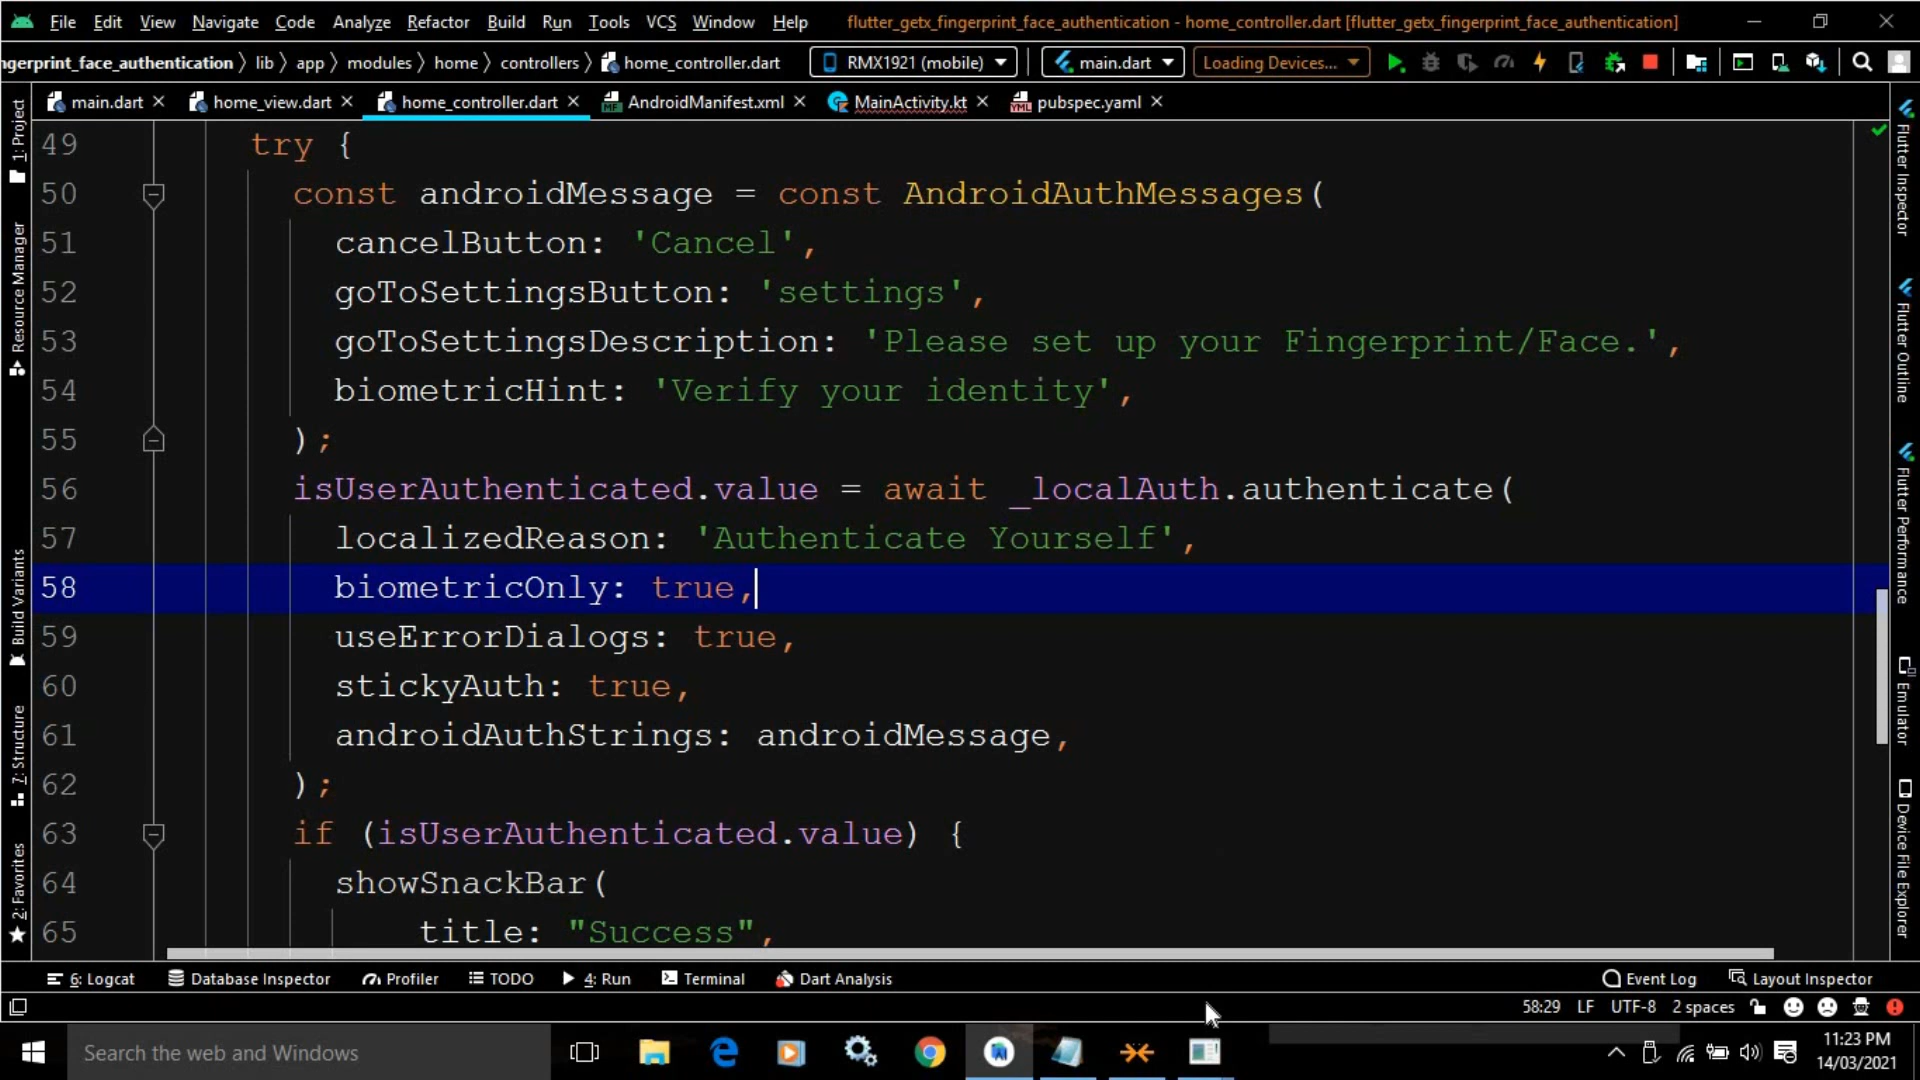 File Edit View Navigate Code Analyze Refactor Build Run Tools VCS Window Help flutter_getx_fingerprint_face_authentication - home_controller.dart [flutter_getx_fingerprint_face_authentication]
ngerprint_face_authentication lib app modules home controllers home_controller.dart RMX1921 (mobile) main.dart Loading Devices...
main.dart home_view.dart home_controller.dart AndroidManifest.xml MainActivity.kt pubspec.yaml
1: Project
Resource Manager
Build Variants
7: Structure
2: Favorites
49 try {
50 const androidMessage = const AndroidAuthMessages(
51 cancelButton: 'Cancel',
52 goToSettingsButton: 'settings',
53 goToSettingsDescription: 'Please set up your Fingerprint/Face.',
54 biometricHint: 'Verify your identity',
55 );
56 isUserAuthenticated.value = await _localAuth.authenticate(
57 localizedReason: 'Authenticate Yourself',
58 biometricOnly: true,
59 useErrorDialogs: true,
60 stickyAuth: true,
61 androidAuthStrings: androidMessage,
62 );
63 if (isUserAuthenticated.value) {
64 showSnackBar(
65 title: "Success",
Flutter Inspector
Flutter Outline
Flutter Performance
Emulator
Device File Explorer
6: Logcat Database Inspector Profiler TODO 4: Run Terminal Dart Analysis Event Log Layout Inspector
58:29 LF UTF-8 2 spaces
Search the web and Windows
11:23 PM
14/03/2021